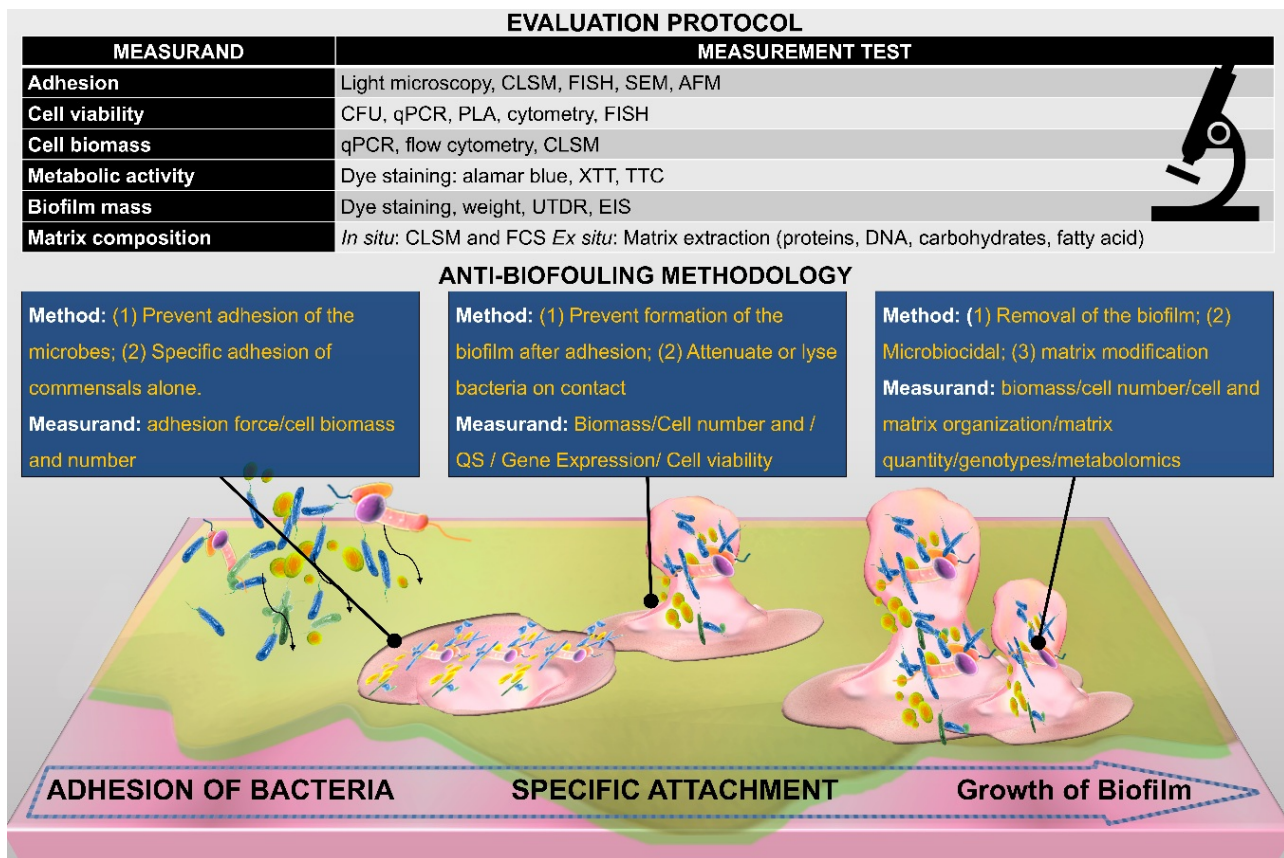 EVALUATION PROTOCOL
MEASURAND MEASUREMENT TEST
Adhesion Light microscopy, CLSM, FISH, SEM, AFM
Cell viability CFU, qPCR, PLA, cytometry, FISH
Cell biomass qPCR, flow cytometry, CLSM
Metabolic activity Dye staining: alamar blue, XTT, TTC
Biofilm mass Dye staining, weight, UTDR, EIS
Matrix composition In situ: CLSM and FCS Ex situ: Matrix extraction (proteins, DNA, carbohydrates, fatty acid)
ANTI-BIOFOULING METHODOLOGY
Method: (1) Prevent adhesion of the
microbes; (2) Specific adhesion of
commensals alone.
Measurand: adhesion force/cell biomass
and number
Method: (1) Prevent formation of the
biofilm after adhesion; (2) Attenuate or lyse
bacteria on contact
Measurand: Biomass/Cell number and /
QS / Gene Expression/ Cell viability
Method: (1) Removal of the biofilm; (2)
Microbiocidal; (3) matrix modification
Measurand: biomass/cell number/cell and
matrix organization/matrix
quantity/genotypes/metabolomics
ADHESION OF BACTERIA SPECIFIC ATTACHMENT Growth of Biofilm